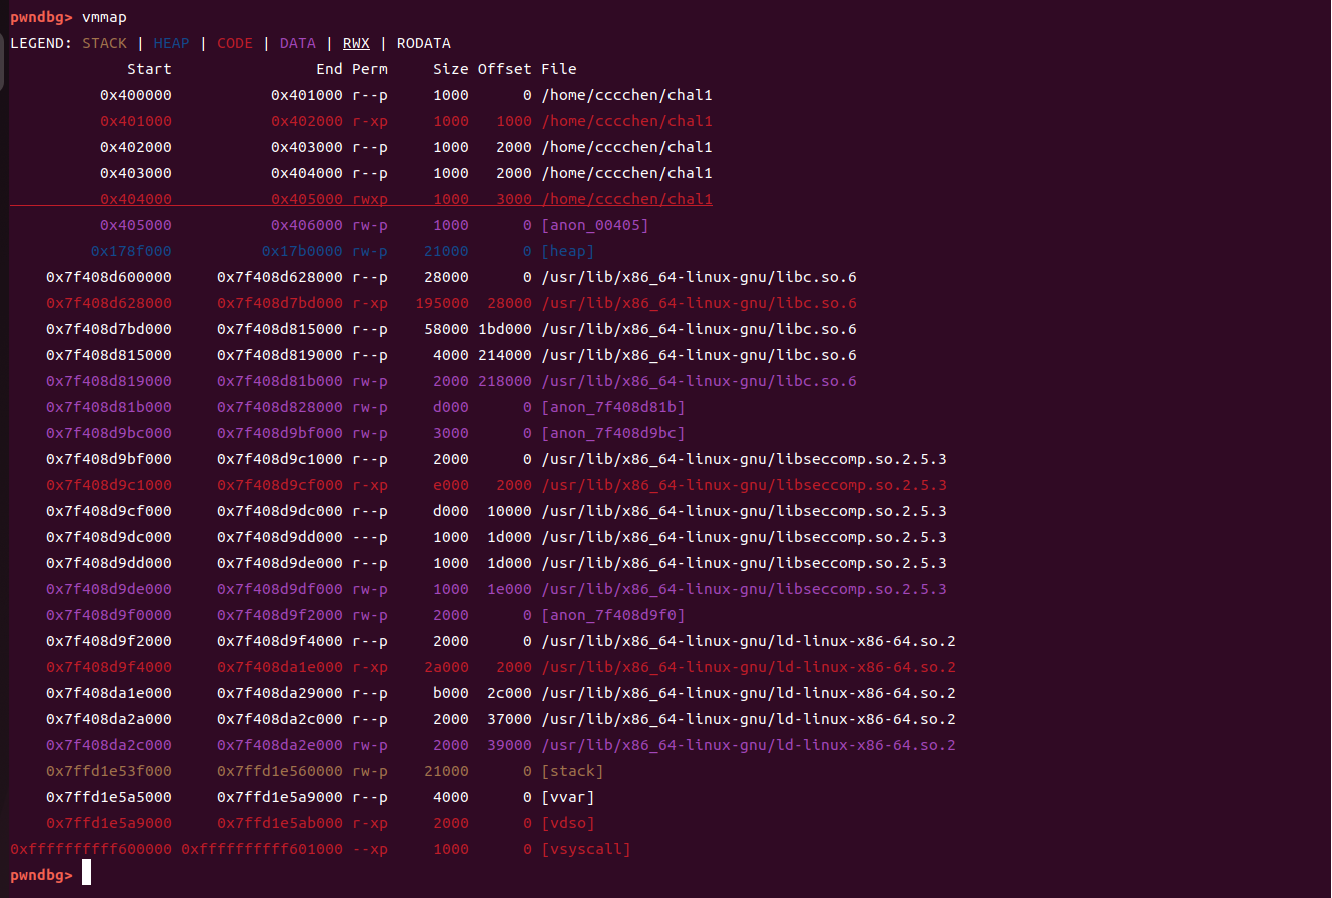 pwndbg> vmmap
LEGEND: STACK | HEAP | CODE | DATA | RWX | RODATA
Start End Perm Size Offset File
0x400000 0x401000 r--p 1000 0 /home/cccchen/chal1
0x401000 0x402000 r-xp 1000 1000 /home/cccchen/chal1
0x402000 0x403000 r--p 1000 2000 /home/cccchen/chal1
0x403000 0x404000 r--p 1000 2000 /home/cccchen/chal1
0x404000 0x405000 rwxp 1000 3000 /home/cccchen/chal1
0x405000 0x406000 rw-p 1000 0 [anon_00405]
0x178f000 0x17b0000 rw-p 21000 0 [heap]
0x7f408d600000 0x7f408d628000 r--p 28000 0 /usr/lib/x86_64-linux-gnu/libc.so.6
0x7f408d628000 0x7f408d7bd000 r-xp 195000 28000 /usr/lib/x86_64-linux-gnu/libc.so.6
0x7f408d7bd000 0x7f408d815000 r--p 58000 1bd000 /usr/lib/x86_64-linux-gnu/libc.so.6
0x7f408d815000 0x7f408d819000 r--p 4000 214000 /usr/lib/x86_64-linux-gnu/libc.so.6
0x7f408d819000 0x7f408d81b000 rw-p 2000 218000 /usr/lib/x86_64-linux-gnu/libc.so.6
0x7f408d81b000 0x7f408d828000 rw-p d000 0 [anon_7f408d81b]
0x7f408d9bc000 0x7f408d9bf000 rw-p 3000 0 [anon_7f408d9bc]
0x7f408d9bf000 0x7f408d9c1000 r--p 2000 0 /usr/lib/x86_64-linux-gnu/libseccomp.so.2.5.3
0x7f408d9c1000 0x7f408d9cf000 r-xp e000 2000 /usr/lib/x86_64-linux-gnu/libseccomp.so.2.5.3
0x7f408d9cf000 0x7f408d9dc000 r--p d000 10000 /usr/lib/x86_64-linux-gnu/libseccomp.so.2.5.3
0x7f408d9dc000 0x7f408d9dd000 ---p 1000 1d000 /usr/lib/x86_64-linux-gnu/libseccomp.so.2.5.3
0x7f408d9dd000 0x7f408d9de000 r--p 1000 1d000 /usr/lib/x86_64-linux-gnu/libseccomp.so.2.5.3
0x7f408d9de000 0x7f408d9df000 rw-p 1000 1e000 /usr/lib/x86_64-linux-gnu/libseccomp.so.2.5.3
0x7f408d9f0000 0x7f408d9f2000 rw-p 2000 0 [anon_7f408d9f0]
0x7f408d9f2000 0x7f408d9f4000 r--p 2000 0 /usr/lib/x86_64-linux-gnu/ld-linux-x86-64.so.2
0x7f408d9f4000 0x7f408da1e000 r-xp 2a000 2000 /usr/lib/x86_64-linux-gnu/ld-linux-x86-64.so.2
0x7f408da1e000 0x7f408da29000 r--p b000 2c000 /usr/lib/x86_64-linux-gnu/ld-linux-x86-64.so.2
0x7f408da2a000 0x7f408da2c000 r--p 2000 37000 /usr/lib/x86_64-linux-gnu/ld-linux-x86-64.so.2
0x7f408da2c000 0x7f408da2e000 rw-p 2000 39000 /usr/lib/x86_64-linux-gnu/ld-linux-x86-64.so.2
0x7ffd1e53f000 0x7ffd1e560000 rw-p 21000 0 [stack]
0x7ffd1e5a5000 0x7ffd1e5a9000 r--p 4000 0 [vvar]
0x7ffd1e5a9000 0x7ffd1e5ab000 r-xp 2000 0 [vdso]
0xffffffffff600000 0xffffffffff601000 --xp 1000 0 [vsyscall]
pwndbg>